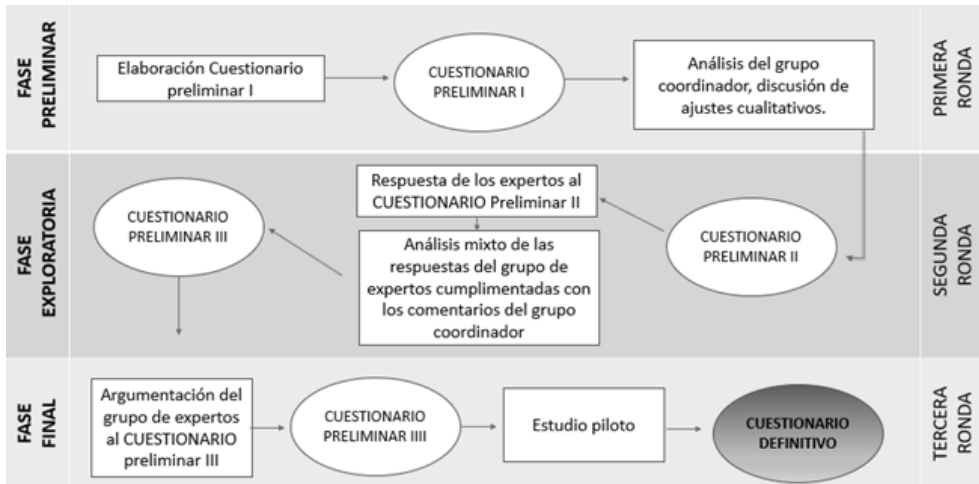 FASE
PRELIMINAR
Elaboración Cuestionario
preliminar I
CUESTIONARIO
PRELIMINAR I
Análisis del grupo
coordinador, discusión de
ajustes cualitativos.
PRIMERA
RONDA
FASE
EXPLORATORIA
CUESTIONARIO
PRELIMINAR III
Respuesta de los expertos al
CUESTIONARIO Preliminar II
Análisis mixto de las
respuestas del grupo de
expertos cumplimentadas con
los comentarios del grupo
coordinador
CUESTIONARIO
PRELIMINAR II
SEGUNDA
RONDA
FASE
FINAL
Argumentación del
grupo de expertos
al CUESTIONARIO
preliminar III
CUESTIONARIO
PRELIMINAR IIII
Estudio piloto
CUESTIONARIO
DEFINITIVO
TERCERA
RONDA